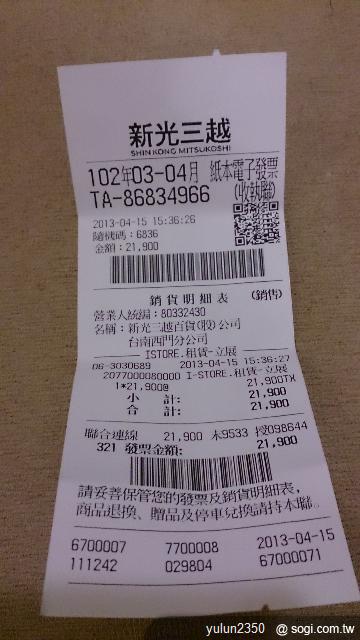 新光三越
SHIN KONG MITSUKOSHI
102年03-04月 紙本電子發票
TA-86834966 (收執聯)
2013-04-15 15:36:26
隨機碼：6836
金額：21,900
銷貨明細表 (銷售)
營業人統編：80332430
名稱：新光三越百貨(股)公司
台南西門分公司
ISTORE.租賃-立展
06-3030689 2013-04-15 15:36:27
2077000080000 I-STORE.租賃-立展
1*21,900@ 21,900TX
小 計: 21,900
合 計: 21,900
聯合連線 21,900 末9533 授098644
321 發票金額: 21,900
請妥善保管您的發票及銷貨明細表,
商品退換、贈品及停車兌換請持本聯。
6700007 7700008 2013-04-15
111242 029804 67000071
yulun2350 @ sogi.com.tw